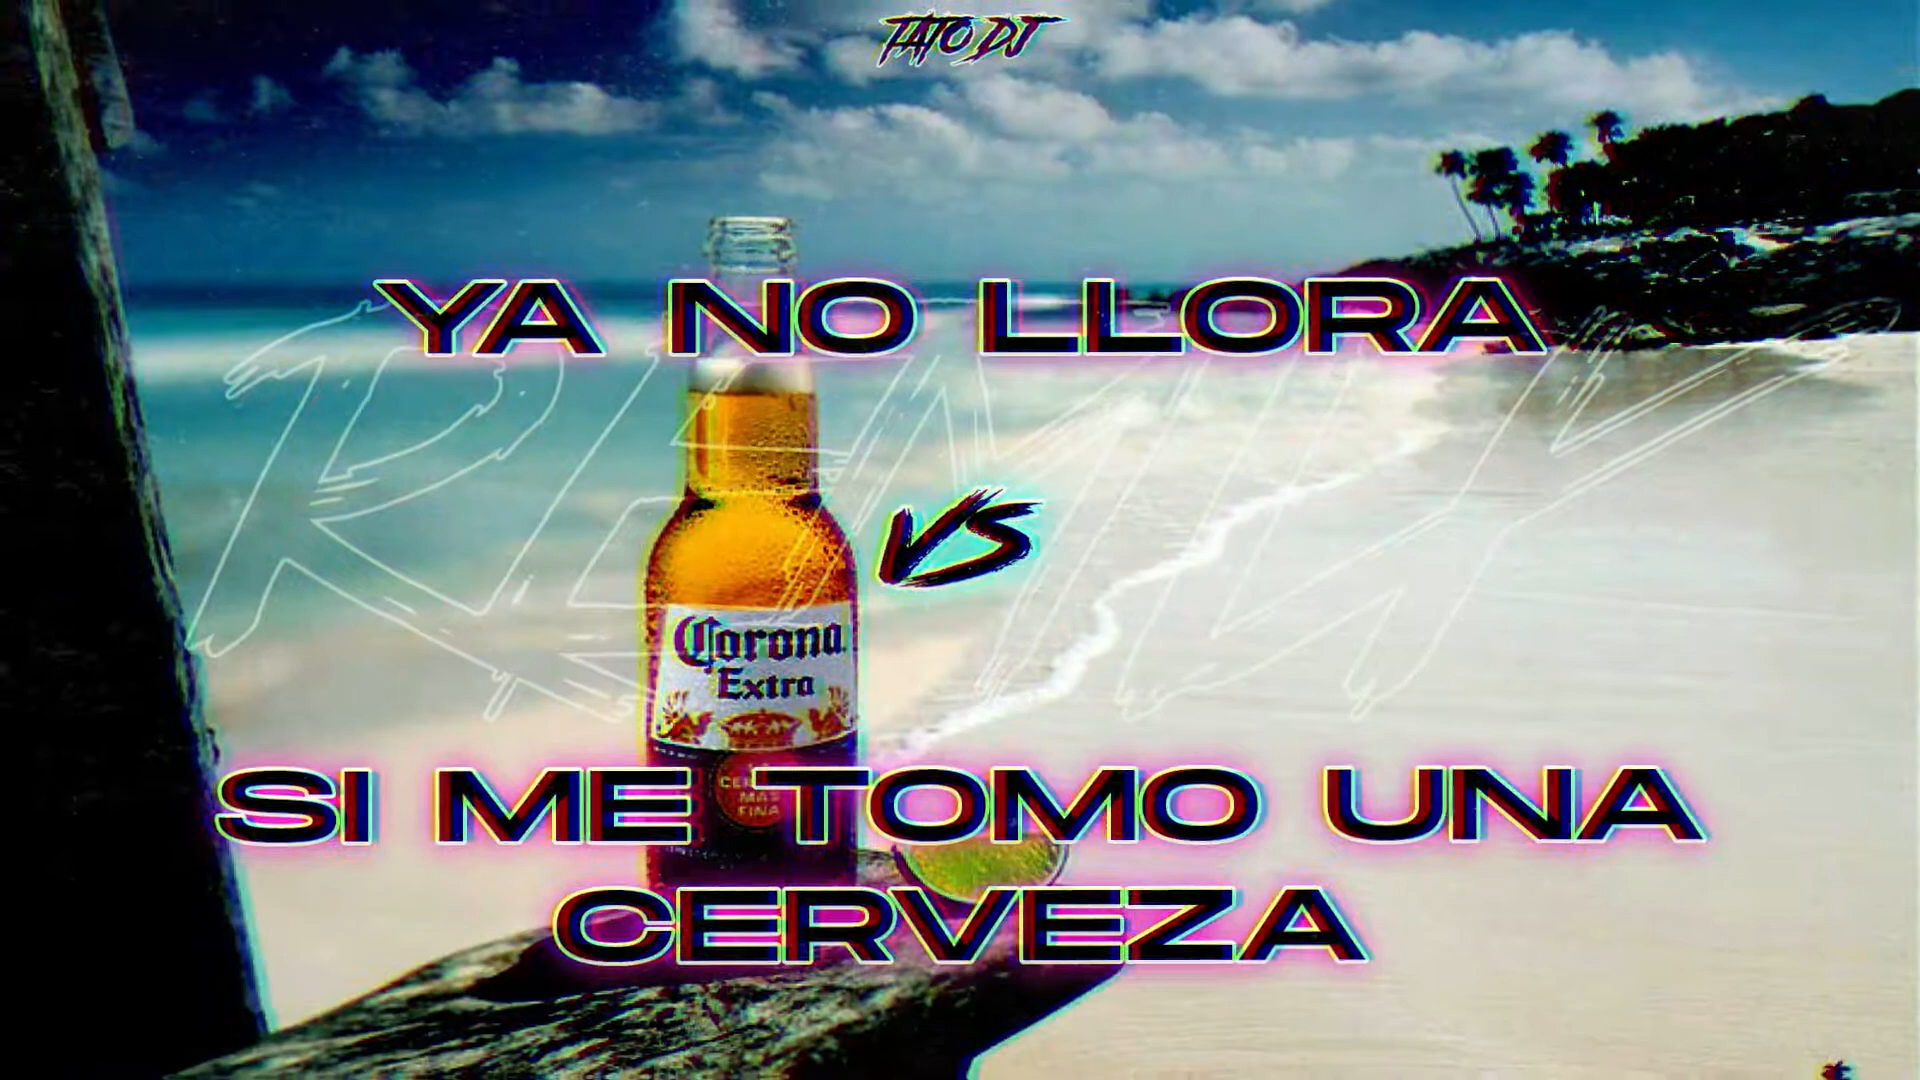 TATO DJ
YA NO LLORA
VS
Corona
Extra
SI ME TOMO UNA
CERVEZA